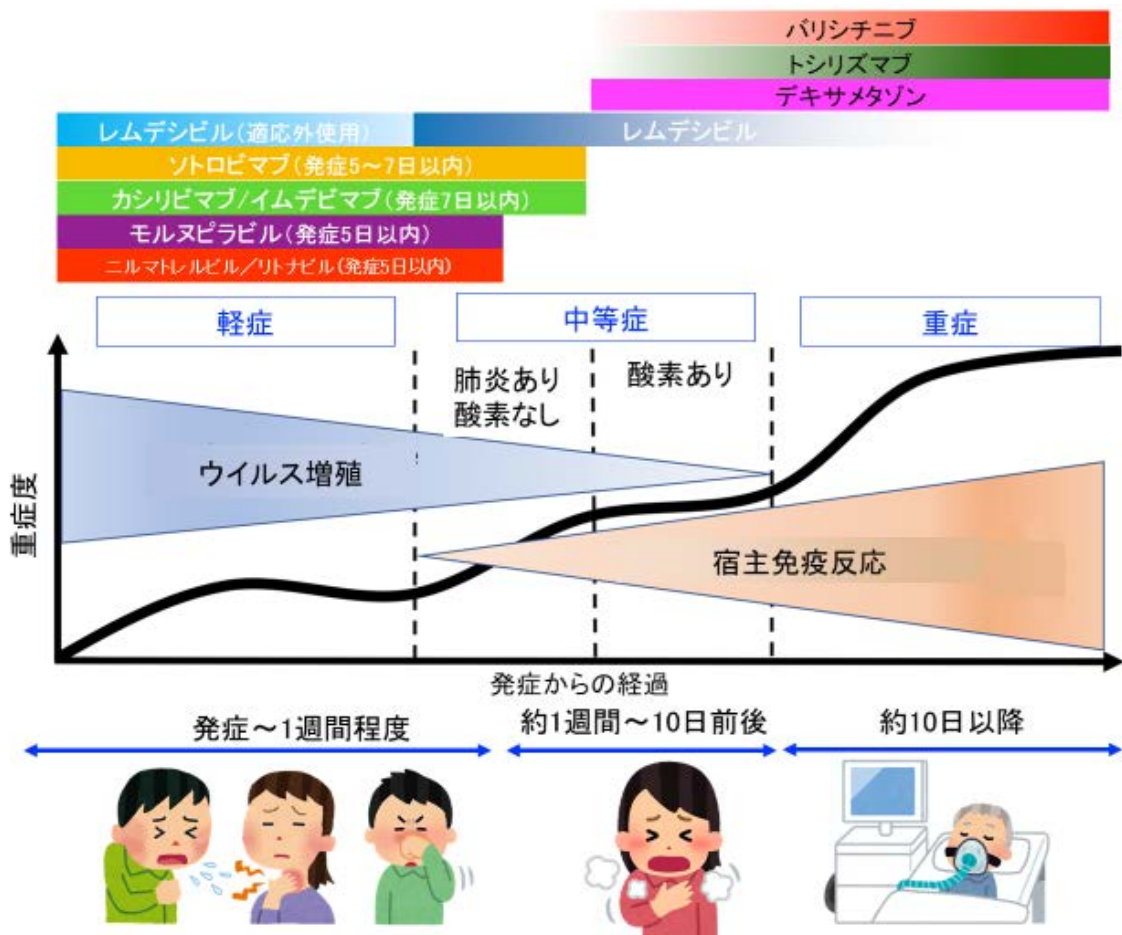 バリシチニブ
トシリズマブ
デキサメタゾン
レムデシビル(適応外使用)
レムデシビル
ソトロビマブ(発症5～7日以内)
カシリビマブ/イムデビマブ(発症7日以内)
モルヌピラビル(発症5日以内)
ニルマトレルビル／リトナビル(発症5日以内)
軽症
中等症
重症
肺炎あり
酸素なし
酸素あり
ウイルス増殖
宿主免疫反応
重症度
発症からの経過
発症～1週間程度
約1週間～10日前後
約10日以降